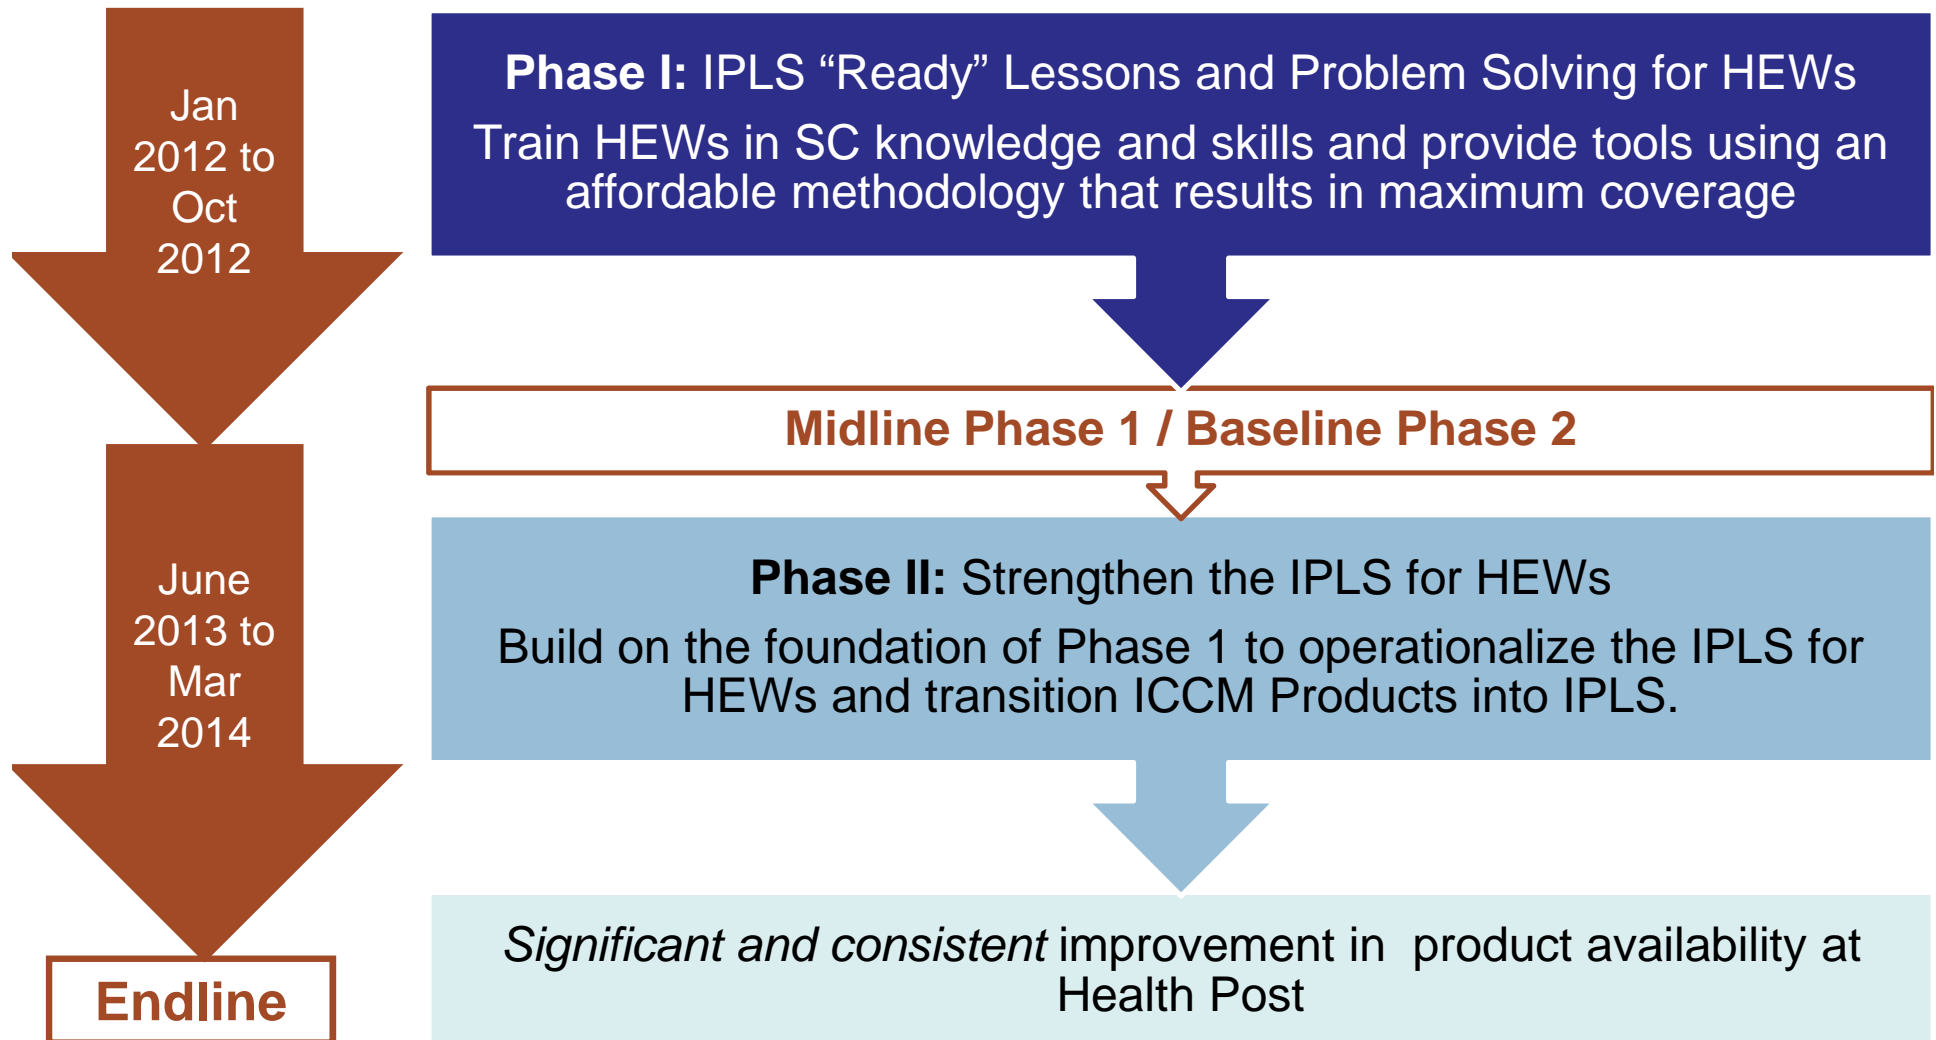 Jan
2012 to
Oct
2012
Phase I: IPLS “Ready” Lessons and Problem Solving for HEWs
Train HEWs in SC knowledge and skills and provide tools using an
affordable methodology that results in maximum coverage
Midline Phase 1 / Baseline Phase 2
June
2013 to
Mar
2014
Phase II: Strengthen the IPLS for HEWs
Build on the foundation of Phase 1 to operationalize the IPLS for
HEWs and transition ICCM Products into IPLS.
Endline
Significant and consistent improvement in product availability at
Health Post